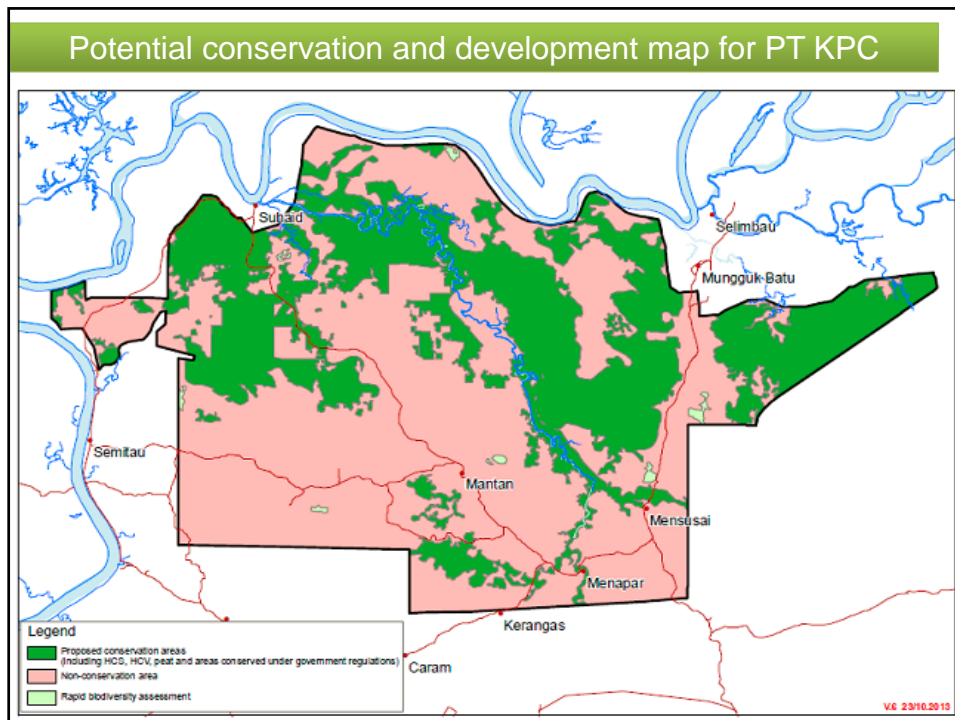 Potential conservation and development map for PT KPC
Suhaid
Selimbau
Mungguk Batu
Semitau
Mantan
Mensusai
Menapar
Kerangas
Caram
Legend
Proposed conservation areas
(Including HCS, HCV, peat and areas conserved under government regulations)
Non-conservation area
Rapid biodiversity assessment
V.6 23/10.2013